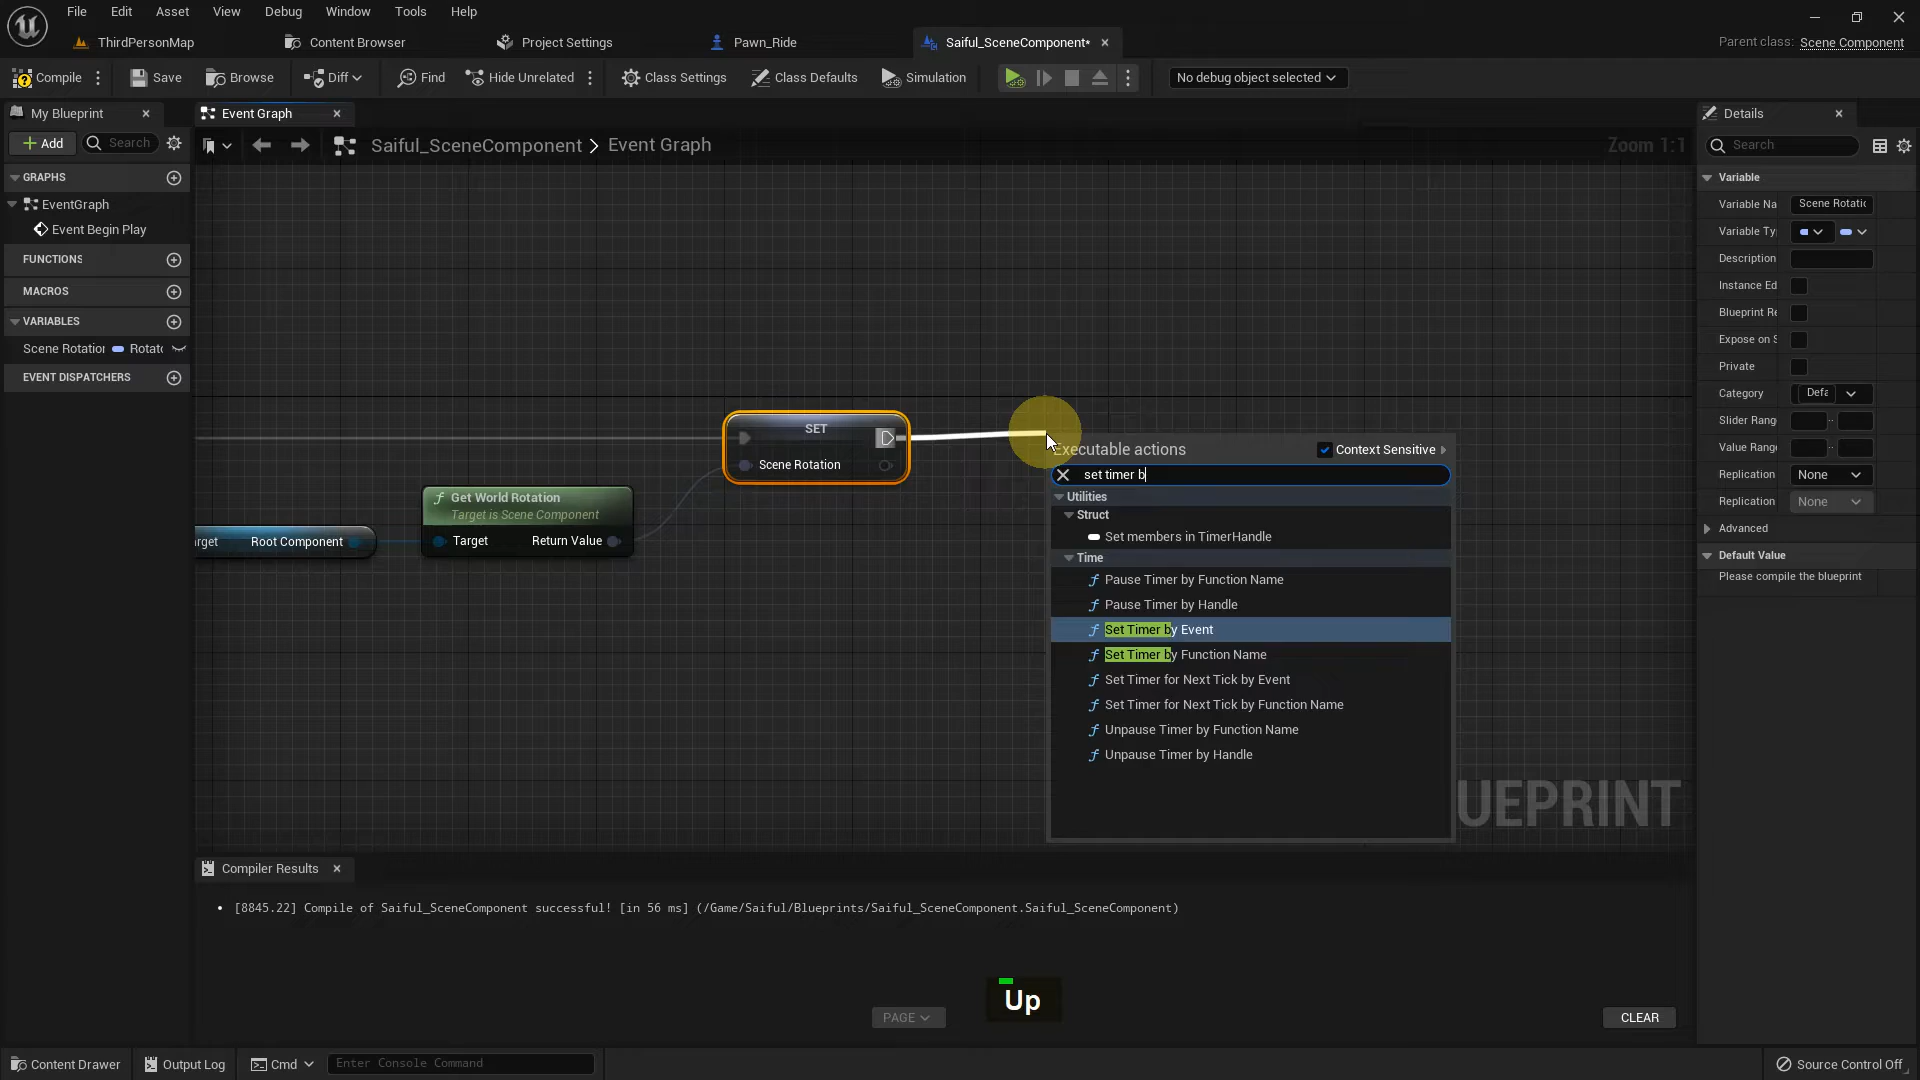 File Edit Asset View Debug Window Tools Help
ThirdPersonMap Content Browser Project Settings Pawn_Ride Saiful_SceneComponent* Parent class: Scene Component
Compile Save Browse Diff Find Hide Unrelated Class Settings Class Defaults Simulation No debug object selected
My Blueprint Event Graph Details
Add Search Saiful_SceneComponent > Event Graph Zoom 1:1 Search
GRAPHS
EventGraph
Event Begin Play
FUNCTIONS
MACROS
VARIABLES
Scene Rotation Rotato
EVENT DISPATCHERS
SET
Scene Rotation
Get World Rotation
Target is Scene Component
Target Return Value
rget Root Component
Executable actions Context Sensitive
set timer b
Utilities
Struct
Set members in TimerHandle
Time
Pause Timer by Function Name
Pause Timer by Handle
Set Timer by Event
Set Timer by Function Name
Set Timer for Next Tick by Event
Set Timer for Next Tick by Function Name
Unpause Timer by Function Name
Unpause Timer by Handle
UEPRINT
Variable
Variable Na Scene Rotatic
Variable Ty
Description
Instance Ed
Blueprint Re
Expose on S
Private
Category Defa
Slider Rang
Value Rang
Replication None
Replication None
Advanced
Default Value
Please compile the blueprint
Compiler Results
[8845.22] Compile of Saiful_SceneComponent successful! [in 56 ms] (/Game/Saiful/Blueprints/Saiful_SceneComponent.Saiful_SceneComponent)
Up
PAGE CLEAR
Content Drawer Output Log Cmd Enter Console Command Source Control Off